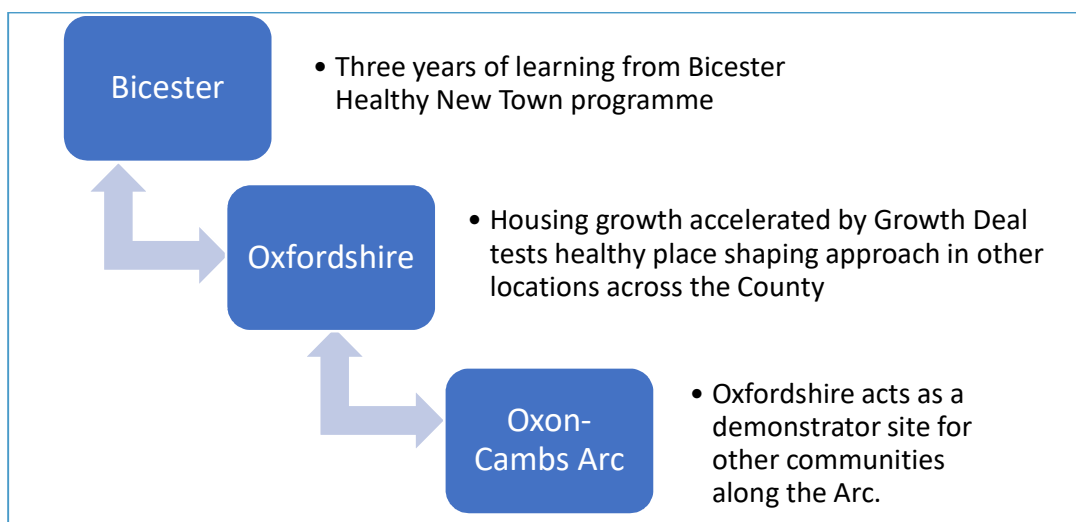 Bicester
• Three years of learning from Bicester
Healthy New Town programme
Oxfordshire
• Housing growth accelerated by Growth Deal
tests healthy place shaping approach in other
locations across the County
Oxon-
Cambs Arc
• Oxfordshire acts as a
demonstrator site for
other communities
along the Arc.